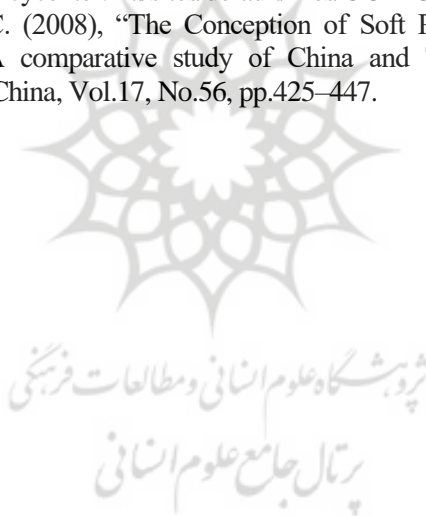 C. (2008), “The Conception of Soft
comparative study of China and
China, Vol.17, No.56, pp.425–447.
پژوهشگاه علوم انسانی و مطالعات فرهنگی
پرتال جامع علوم انسانی